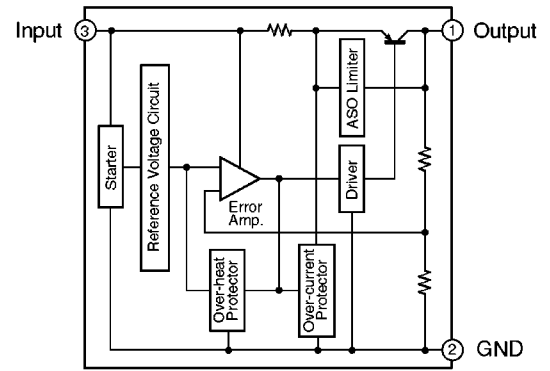 Input 3
1 Output
ASO Limiter
Reference Voltage Circuit
Starter
Driver
Error
Amp.
Over-heat
Protector
Over-current
Protector
2 GND